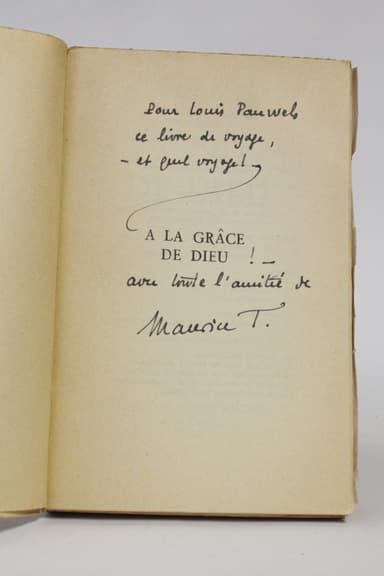 Pour Louis Pauwels
ce livre de voyage,
– et quel voyage! –
A LA GRÂCE
DE DIEU ! –
avec toute l'amitié de
Maurice T.